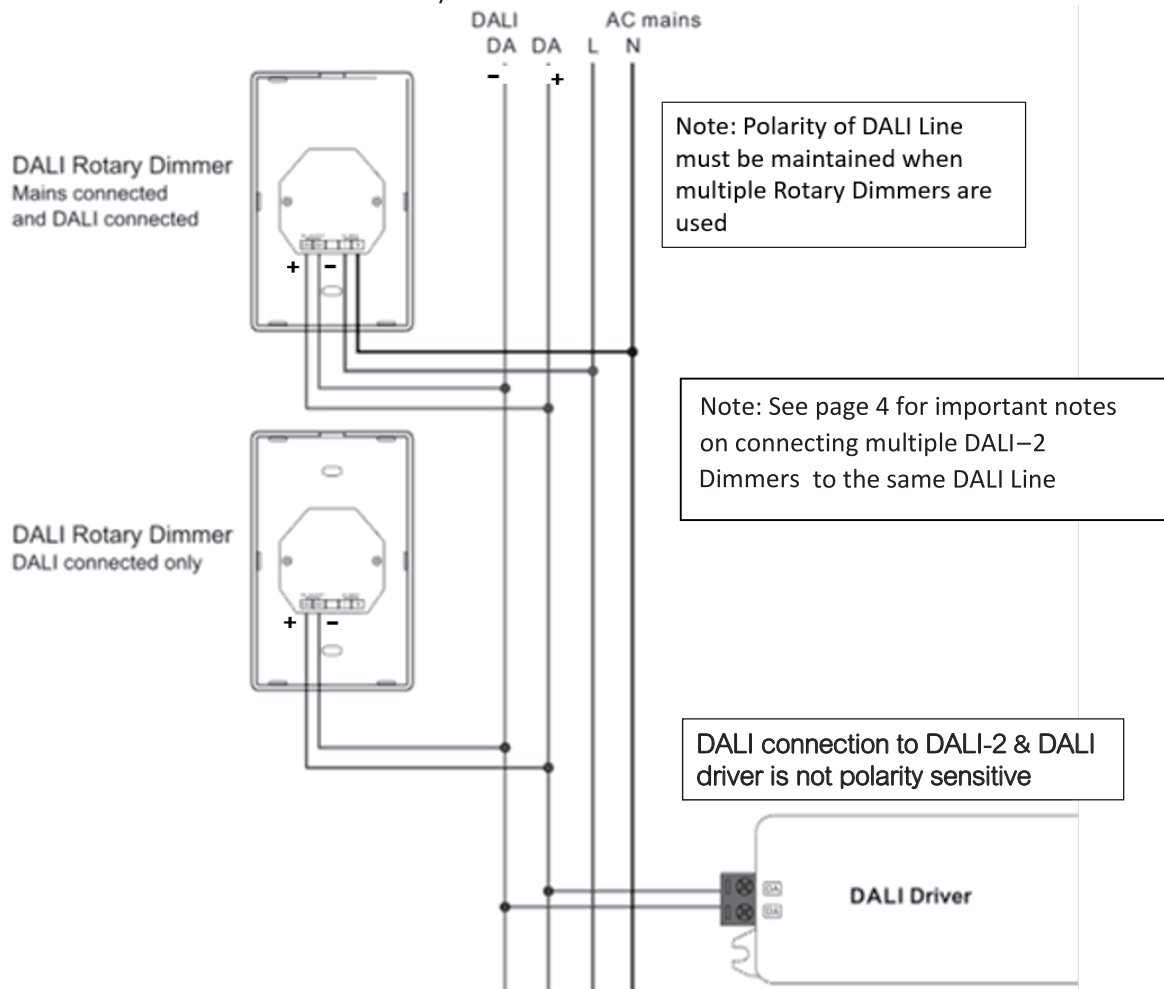 DALI AC mains
DA DA L N
- +
DALI Rotary Dimmer
Mains connected
and DALI connected
+ -
Note: Polarity of DALI Line
must be maintained when
multiple Rotary Dimmers are
used
Note: See page 4 for important notes
on connecting multiple DALI–2
Dimmers to the same DALI Line
DALI Rotary Dimmer
DALI connected only
+ -
DALI connection to DALI-2 & DALI
driver is not polarity sensitive
DA
DALI Driver
DA